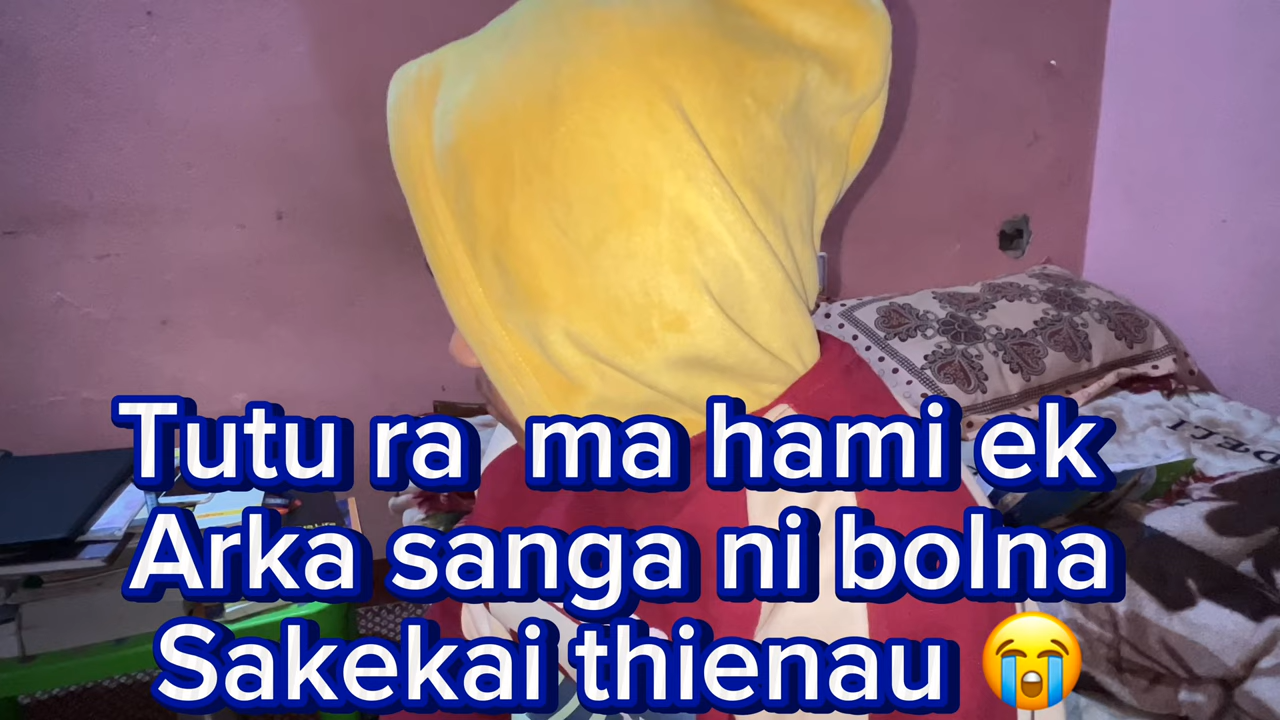 Tutu ra ma hami ek
Arka sanga ni bolna
Sakekai thienau 😭